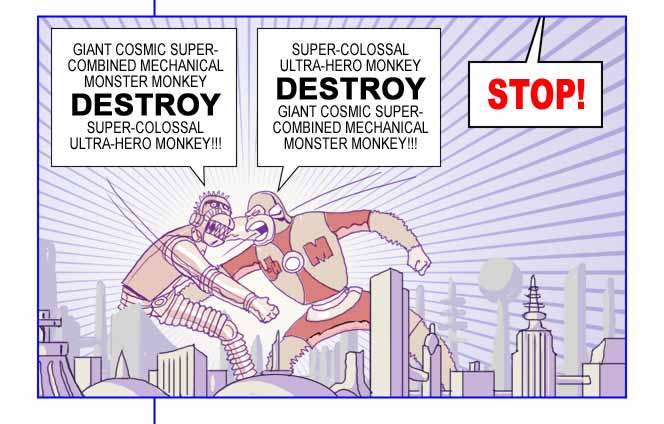 GIANT COSMIC SUPER-
COMBINED MECHANICAL
MONSTER MONKEY
DESTROY
SUPER-COLOSSAL
ULTRA-HERO MONKEY!!!
SUPER-COLOSSAL
ULTRA-HERO MONKEY
DESTROY
GIANT COSMIC SUPER-
COMBINED MECHANICAL
MONSTER MONKEY!!!
STOP!
M